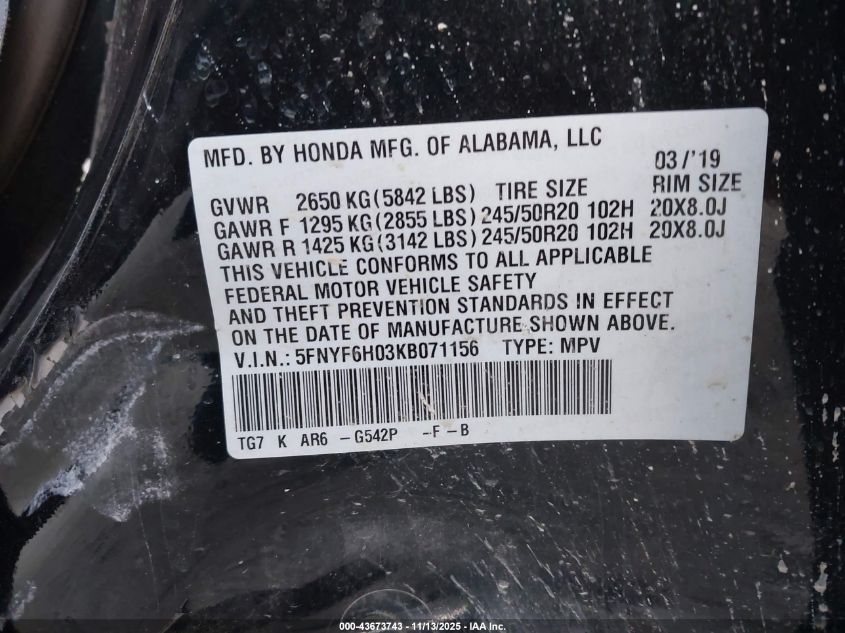 MFD. BY HONDA MFG. OF ALABAMA, LLC 03/'19
GVWR 2650 KG (5842 LBS) TIRE SIZE RIM SIZE
GAWR F 1295 KG (2855 LBS) 245/50R20 102H 20X8.0J
GAWR R 1425 KG (3142 LBS) 245/50R20 102H 20X8.0J
THIS VEHICLE CONFORMS TO ALL APPLICABLE
FEDERAL MOTOR VEHICLE SAFETY
AND THEFT PREVENTION STANDARDS IN EFFECT
ON THE DATE OF MANUFACTURE SHOWN ABOVE.
V.I.N.: 5FNYF6H03KB071156 TYPE: MPV
TG7 K AR6 -G542P -F-B
000-43673743 - 11/13/2025 - IAA, Inc.